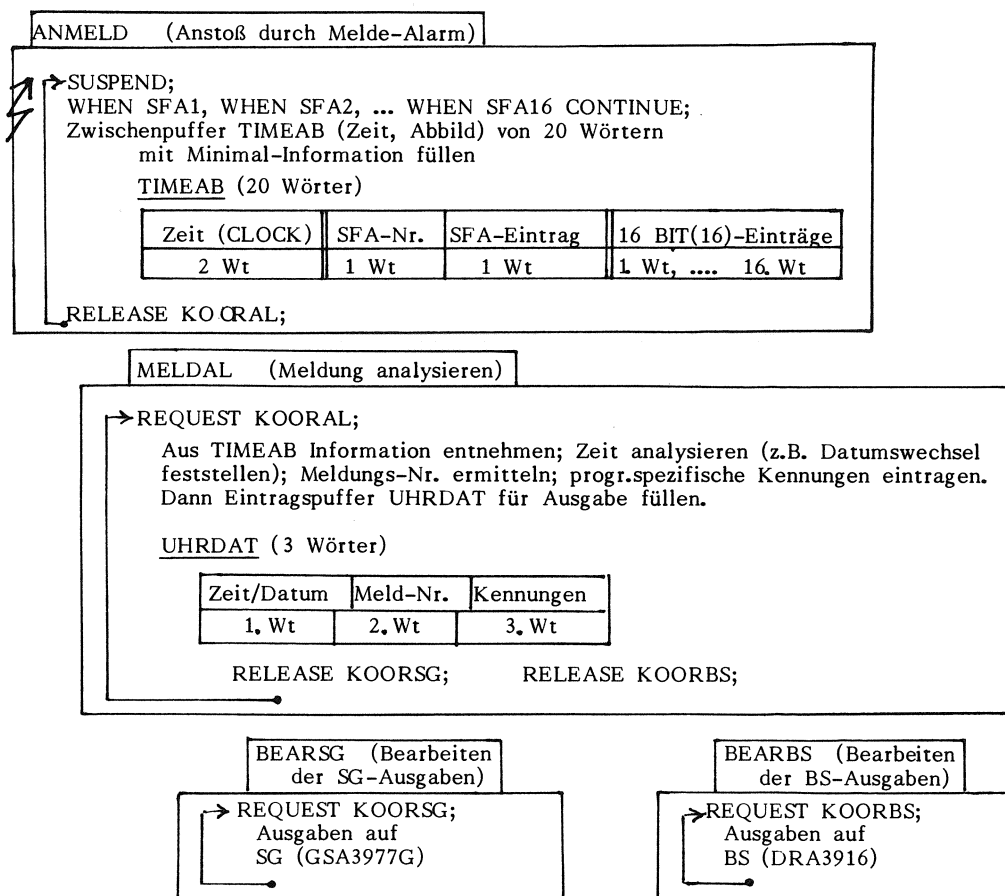 ANMELD (Anstoß durch Melde-Alarm)
SUSPEND;
WHEN SFA1, WHEN SFA2, ... WHEN SFA16 CONTINUE;
Zwischenpuffer TIMEAB (Zeit, Abbild) von 20 Wörtern
mit Minimal-Information füllen
TIMEAB (20 Wörter)
Zeit (CLOCK) SFA-Nr. SFA-Eintrag 16 BIT(16)-Einträge
2 Wt 1 Wt 1 Wt 1. Wt, .... 16. Wt
RELEASE KOORAL;
MELDAL (Meldung analysieren)
REQUEST KOORAL;
Aus TIMEAB Information entnehmen; Zeit analysieren (z.B. Datumswechsel
feststellen); Meldungs-Nr. ermitteln; progr.spezifische Kennungen eintragen.
Dann Eintragspuffer UHRDAT für Ausgabe füllen.
UHRDAT (3 Wörter)
Zeit/Datum Meld-Nr. Kennungen
1. Wt 2. Wt 3. Wt
RELEASE KOORSG; RELEASE KOORBS;
BEARSG (Bearbeiten
der SG-Ausgaben)
REQUEST KOORSG;
Ausgaben auf
SG (GSA3977G)
BEARBS (Bearbeiten
der BS-Ausgaben)
REQUEST KOORBS;
Ausgaben auf
BS (DRA3916)